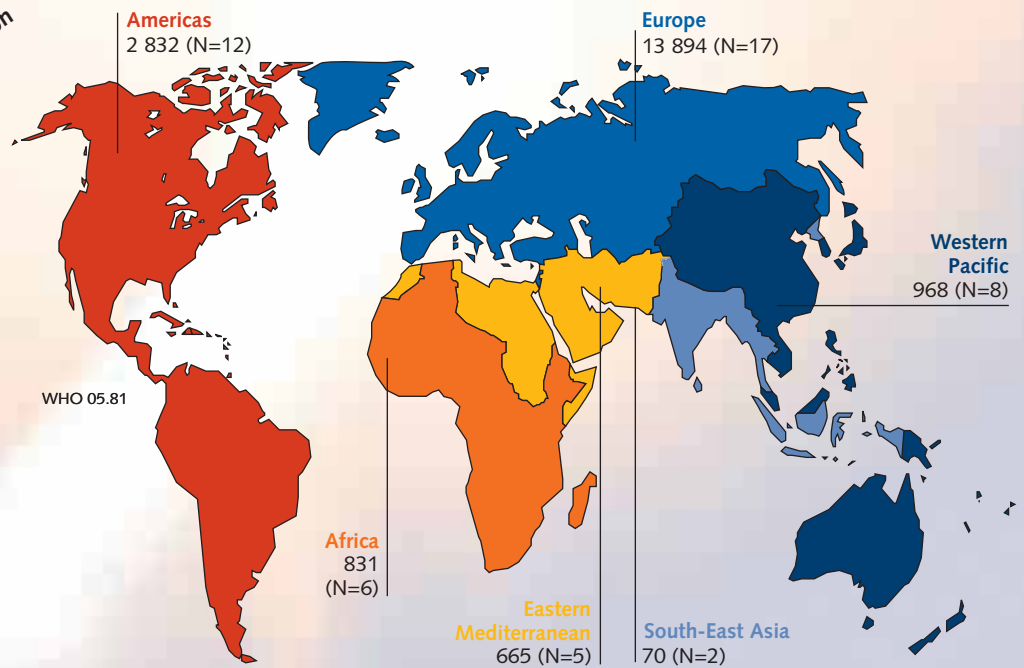 Americas
2 832 (N=12)
Europe
13 894 (N=17)
Western
Pacific
968 (N=8)
WHO 05.81
Africa
831
(N=6)
Eastern
Mediterranean
665 (N=5)
South-East Asia
70 (N=2)